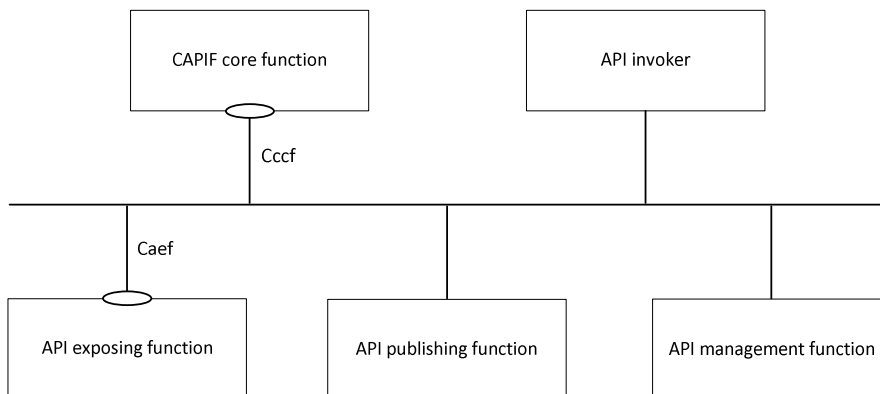 CAPIF core function
API invoker
Cccf
Caef
API exposing function
API publishing function
API management function